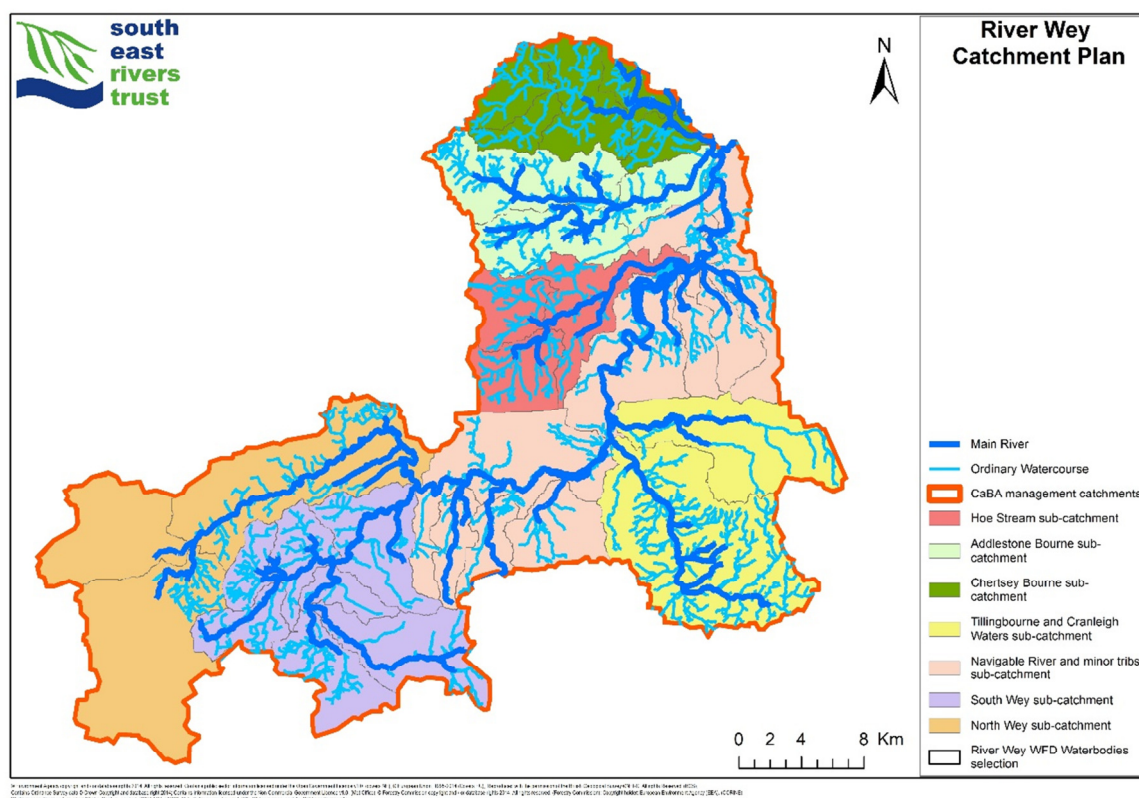 south
east
rivers
trust
River Wey
Catchment Plan
N
Main River
Ordinary Watercourse
CaBA management catchments
Hoe Stream sub-catchment
Addlestone Bourne sub-
catchment
Chertsey Bourne sub-
catchment
Tillingbourne and Cranleigh
Waters sub-catchment
Navigable River and minor tribs
sub-catchment
South Wey sub-catchment
North Wey sub-catchment
River Wey WFD Waterbodies
selection
0 2 4 8 Km